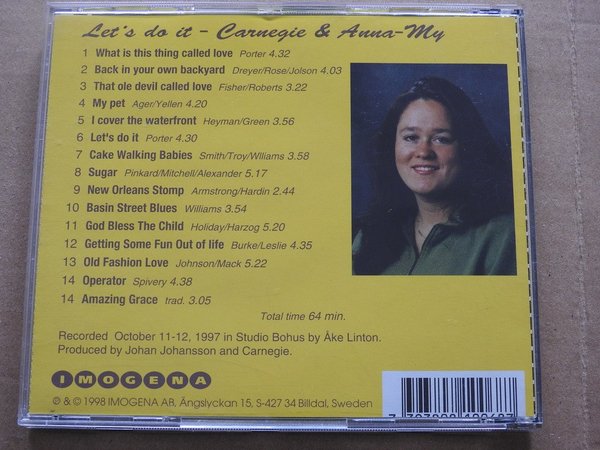 Let's do it - Carnegie & Anna-My
1 What is this thing called love Porter 4.32
2 Back in your own backyard Dreyer/Rose/Jolson 4.03
3 That ole devil called love Fisher/Roberts 3.22
4 My pet Ager/Yellen 4.20
5 I cover the waterfront Heyman/Green 3.56
6 Let's do it Porter 4.30
7 Cake Walking Babies Smith/Troy/Wlliams 3.58
8 Sugar Pinkard/Mitchell/Alexander 5.17
9 New Orleans Stomp Armstrong/Hardin 2.44
10 Basin Street Blues Williams 3.54
11 God Bless The Child Holiday/Harzog 5.20
12 Getting Some Fun Out of life Burke/Leslie 4.35
13 Old Fashion Love Johnson/Mack 5.22
14 Operator Spivery 4.38
14 Amazing Grace trad. 3.05
Total time 64 min.
Recorded October 11-12, 1997 in Studio Bohus by Åke Linton.
Produced by Johan Johansson and Carnegie.
IMOGENA
℗ & © 1998 IMOGENA AB, Ängslyckan 15, S-427 34 Billdal, Sweden